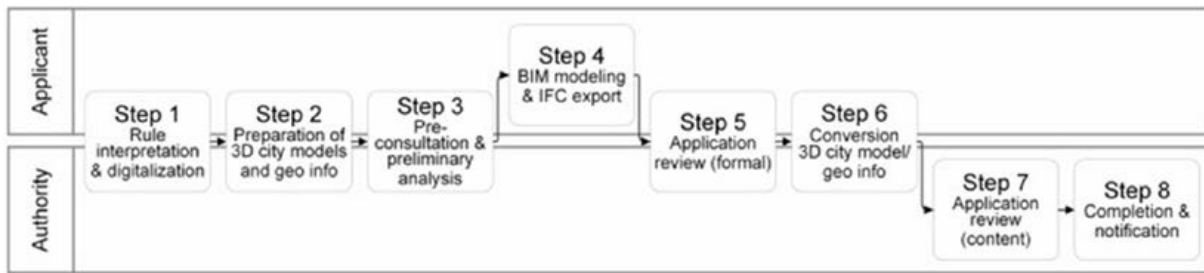 Applicant
Authority
Step 1
Rule
interpretation
& digitalization
Step 2
Preparation of
3D city models
and geo info
Step 3
Pre-
consultation &
preliminary
analysis
Step 4
BIM modeling
& IFC export
Step 5
Application
review (formal)
Step 6
Conversion
3D city model/
geo info
Step 7
Application
review
(content)
Step 8
Completion &
notification